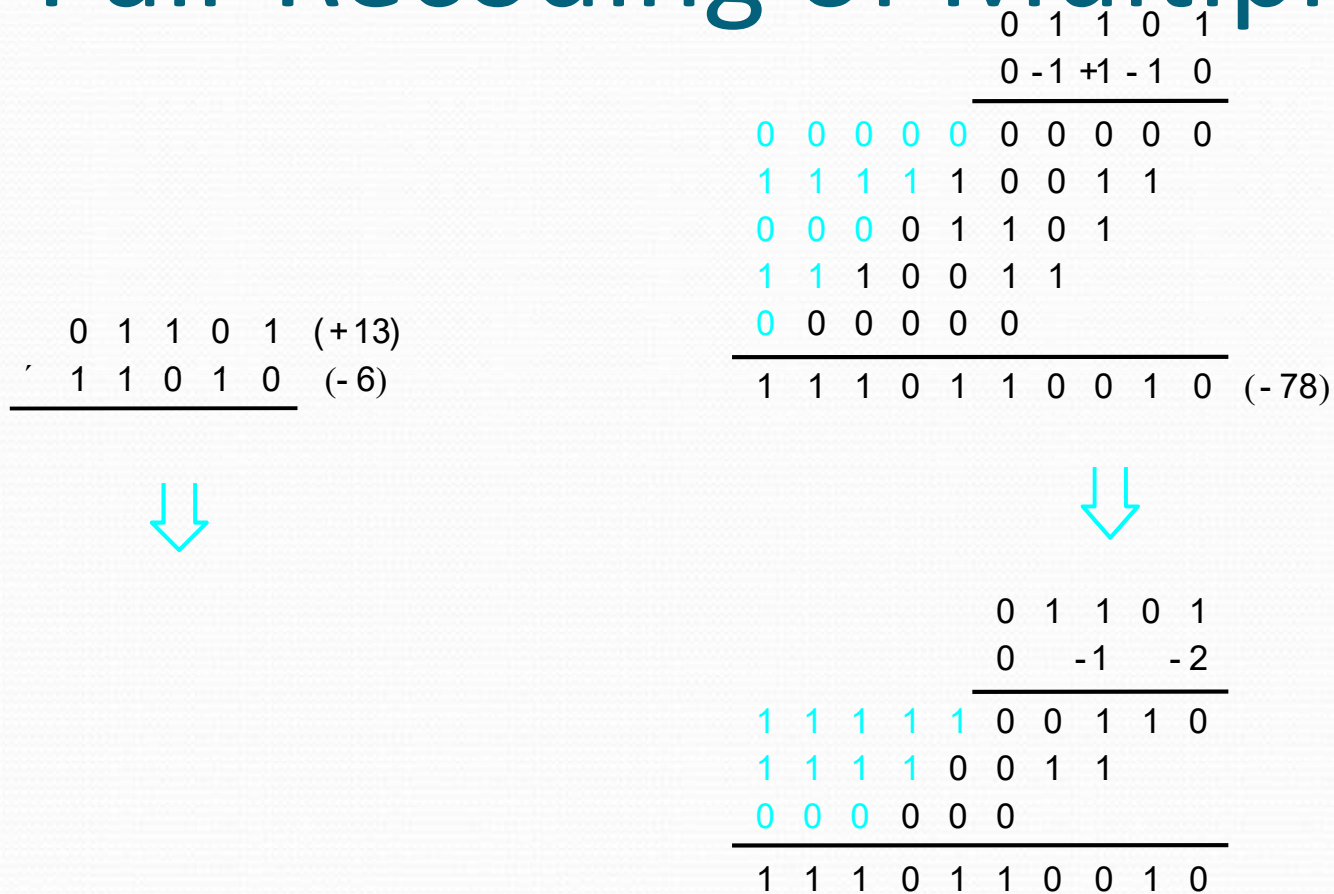 0 1 1 0 1 (+13)
´ 1 1 0 1 0 (- 6)
0 1 1 0 1
0 - 1 +1 - 1 0
0 0 0 0 0 0 0 0 0 0
1 1 1 1 1 0 0 1 1
0 0 0 0 1 1 0 1
1 1 1 0 0 1 1
0 0 0 0 0 0
1 1 1 0 1 1 0 0 1 0 (- 78)
0 1 1 0 1
0 -1 - 2
1 1 1 1 1 0 0 1 1 0
1 1 1 1 0 0 1 1
0 0 0 0 0 0
1 1 1 0 1 1 0 0 1 0